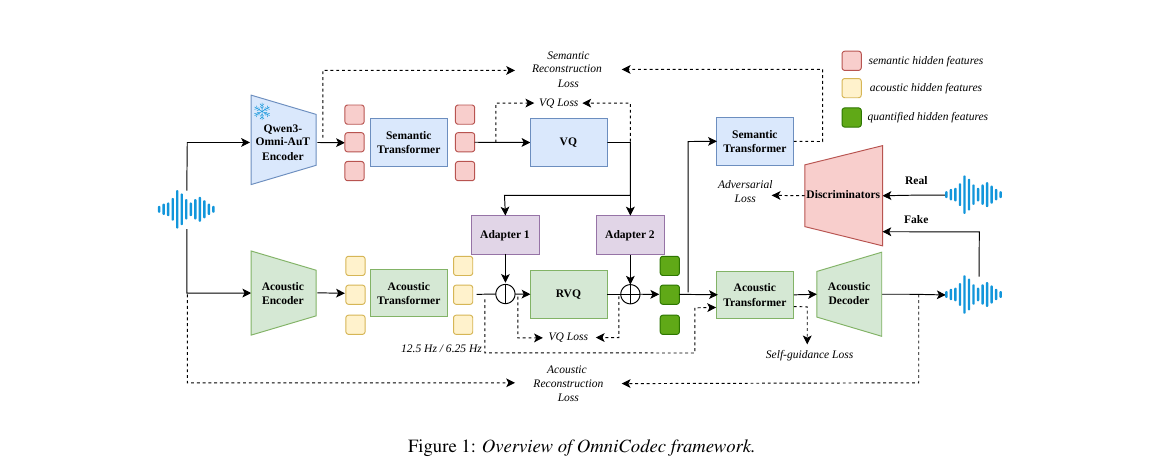 Semantic
Reconstruction
Loss
semantic hidden features
acoustic hidden features
quantified hidden features
VQ Loss
Qwen3-
Omni-AuT
Encoder
Semantic
Transformer
VQ
Semantic
Transformer
Adversarial
Loss
Discriminators
Real
Fake
Adapter 1
Adapter 2
Acoustic
Encoder
Acoustic
Transformer
RVQ
Acoustic
Transformer
Acoustic
Decoder
VQ Loss
12.5 Hz / 6.25 Hz
Self-guidance Loss
Acoustic
Reconstruction
Loss
Figure 1: Overview of OmniCodec framework.